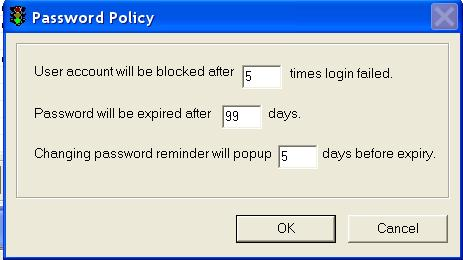 Password Policy
User account will be blocked after 5 times login failed.
Password will be expired after 99 days.
Changing password reminder will popup 5 days before expiry.
OK Cancel